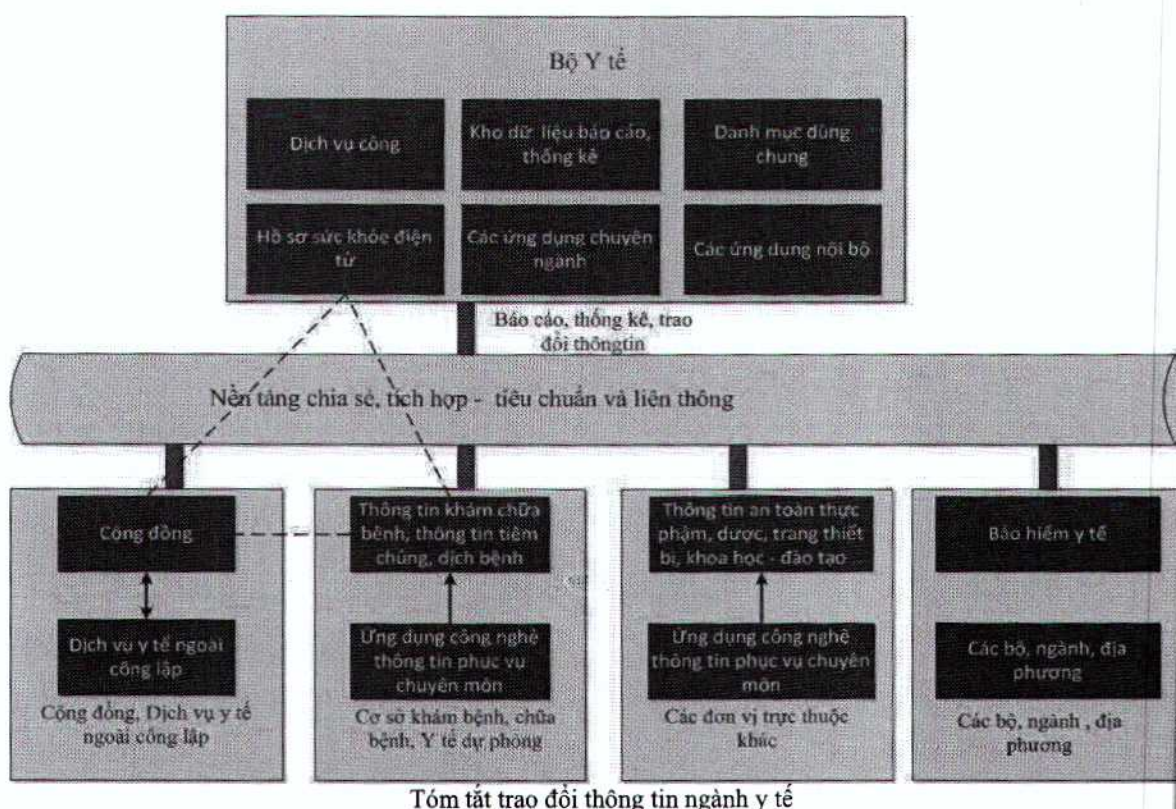 Bộ Y tế
Dịch vụ công
Kho dữ liệu báo cáo,
thống kê
Danh mục dùng
chung
Hồ sơ sức khỏe điện
tử
Các ứng dụng chuyên
ngành
Các ứng dụng nội bộ
Báo cáo, thống kê, trao
đổi thôngtin
Nền tảng chia sẻ, tích hợp - tiêu chuẩn và liên thông
Cộng đồng
Dịch vụ y tế ngoài
công lập
Cộng đồng, Dịch vụ y tế
ngoài công lập
Thông tin khám chữa
bệnh, thông tin tiêm
chủng, dịch bệnh
Ứng dụng công nghệ
thông tin phục vụ
chuyên môn
Cơ sở khám bệnh, chữa
bệnh, Y tế dự phòng
Thông tin an toàn thực
phậm, dược, trang thiết
bị, khoa học - đào tạo
Ứng dụng công nghệ
thông tin phục vụ chuyên
môn
Các đơn vị trực thuộc
khác
Bảo hiểm y tế
Các bộ, ngành, địa
phương
Các bộ, ngành , địa
phương
Tóm tắt trao đổi thông tin ngành y tế